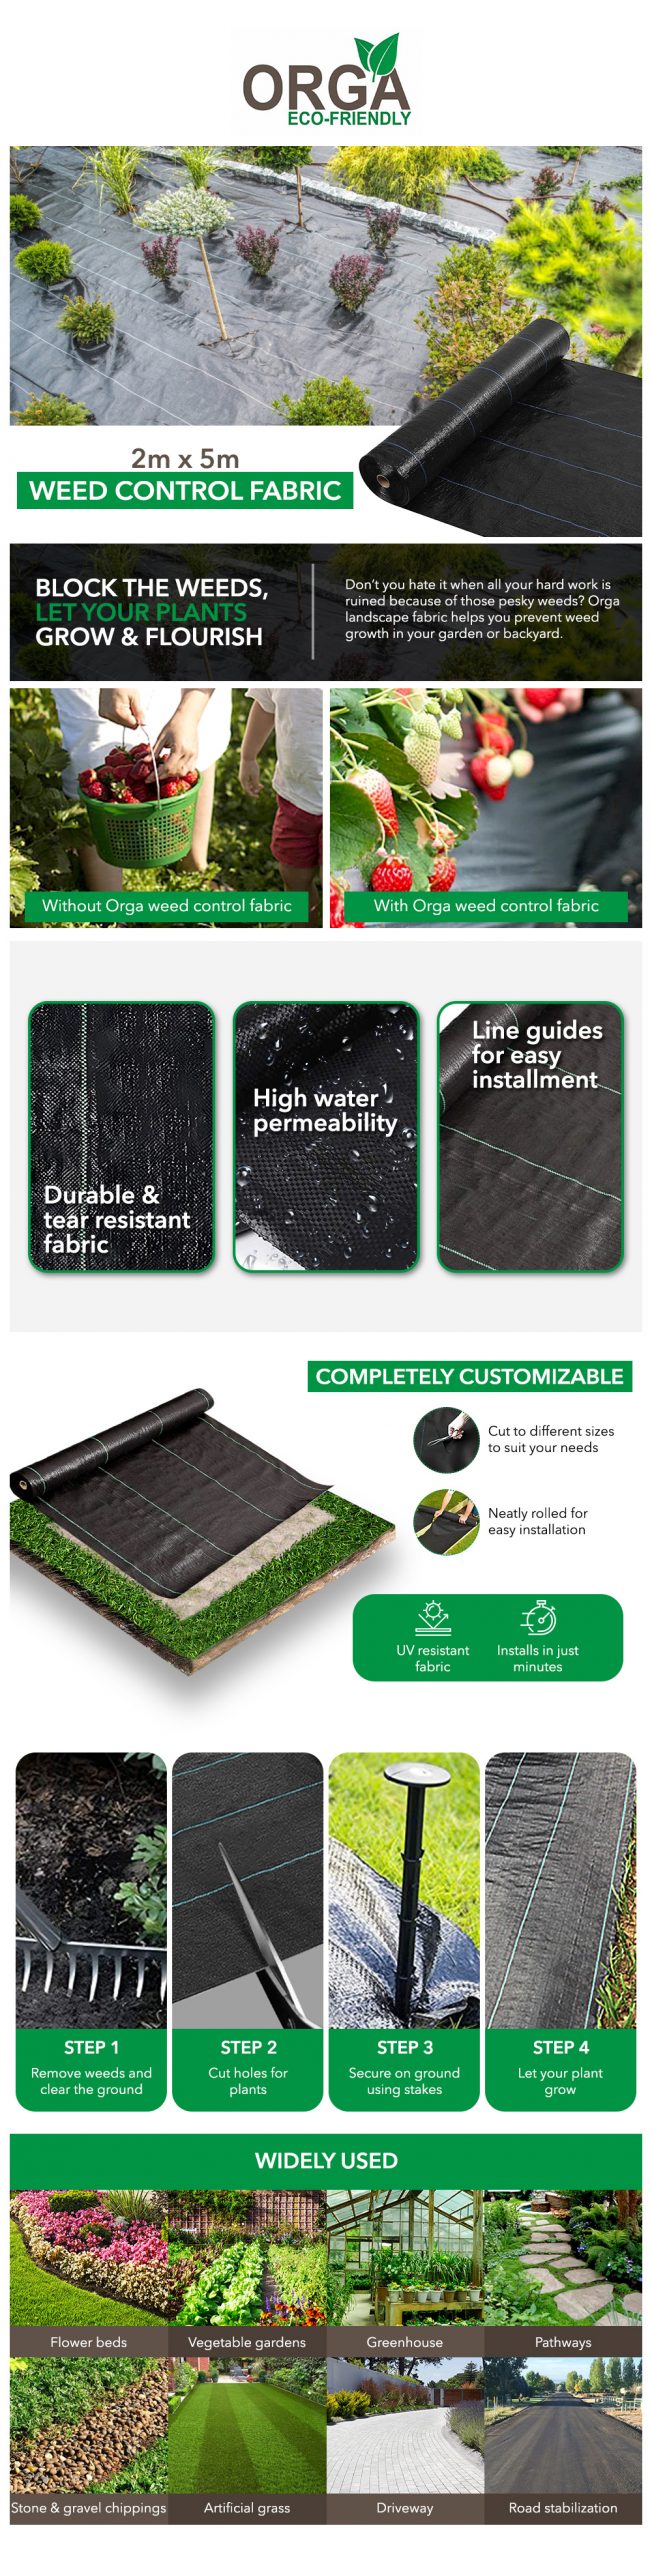 ORGA
ECO-FRIENDLY
2m x 5m
WEED CONTROL FABRIC
BLOCK THE WEEDS,
LET YOUR PLANTS
GROW & FLOURISH
Don't you hate it when all your hard work is
ruined because of those pesky weeds? Orga
landscape fabric helps you prevent weed
growth in your garden or backyard.
Without Orga weed control fabric
With Orga weed control fabric
Durable &
tear resistant
fabric
High water
permeability
Line guides
for easy
installment
COMPLETELY CUSTOMIZABLE
Cut to different sizes
to suit your needs
Neatly rolled for
easy installation
UV resistant
fabric
Installs in just
minutes
STEP 1
Remove weeds and
clear the ground
STEP 2
Cut holes for
plants
STEP 3
Secure on ground
using stakes
STEP 4
Let your plant
grow
WIDELY USED
Flower beds
Vegetable gardens
Greenhouse
Pathways
Stone & gravel chippings
Artificial grass
Driveway
Road stabilization